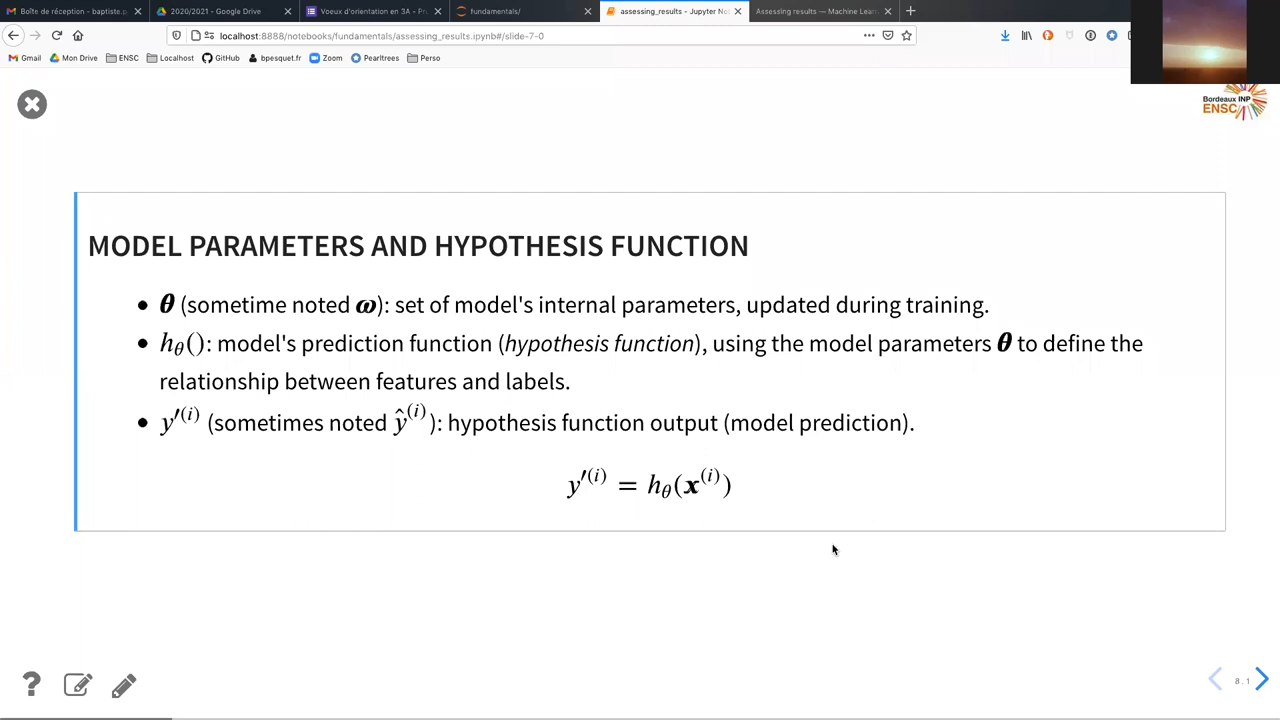 Boîte de réception - baptiste.p
2020/2021 - Google Drive
Voeux d'orientation en 3A - Pr
fundamentals/
assessing_results - Jupyter No
Assessing results — Machine Lear
localhost:8888/notebooks/fundamentals/assessing_results.ipynb#/slide-7-0
Gmail Mon Drive ENSC Localhost GitHub bpesquet.fr Zoom Pearltrees Perso
Bordeaux INP
ENSC
MODEL PARAMETERS AND HYPOTHESIS FUNCTION
• θ (sometime noted ω): set of model's internal parameters, updated during training.
• hθ(): model's prediction function (hypothesis function), using the model parameters θ to define the
relationship between features and labels.
• y′(i) (sometimes noted ŷ(i)): hypothesis function output (model prediction).
y′(i) = hθ(x(i))
?
8.1